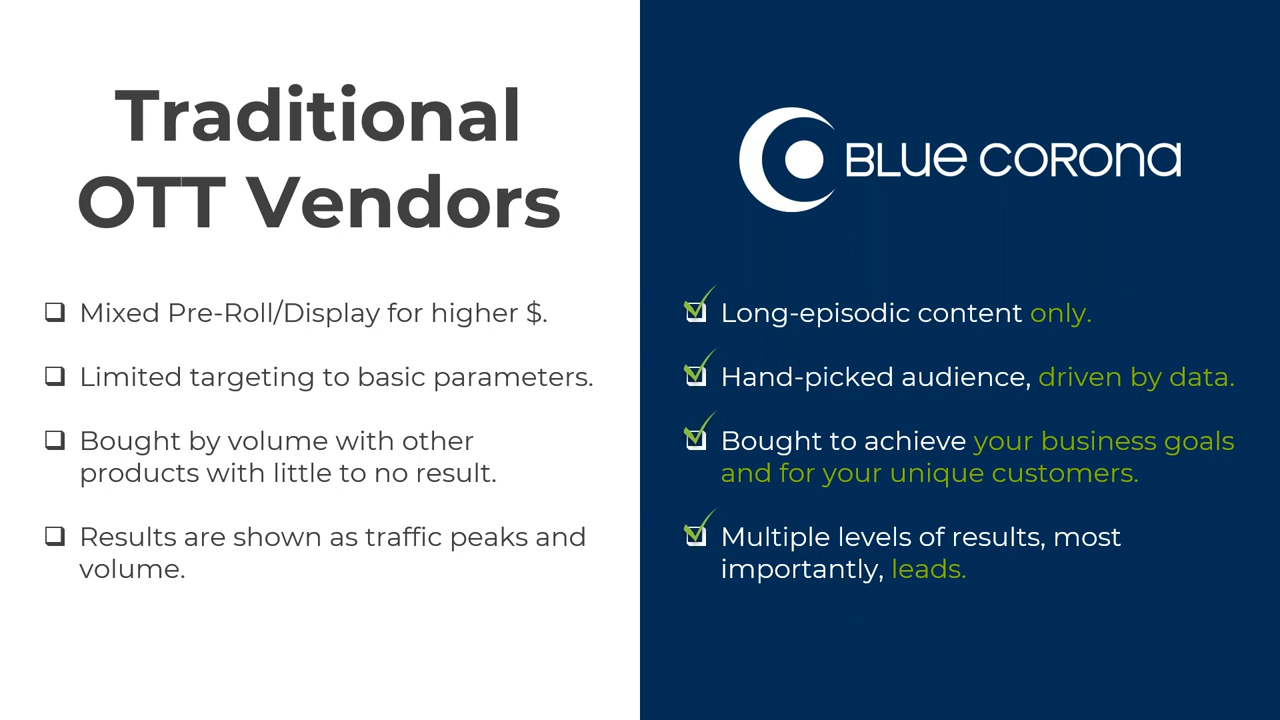 Traditional
OTT Vendors
Mixed Pre-Roll/Display for higher $.
Limited targeting to basic parameters.
Bought by volume with other
products with little to no result.
Results are shown as traffic peaks and
volume.
BLUE CORONA
Long-episodic content only.
Hand-picked audience, driven by data.
Bought to achieve your business goals
and for your unique customers.
Multiple levels of results, most
importantly, leads.